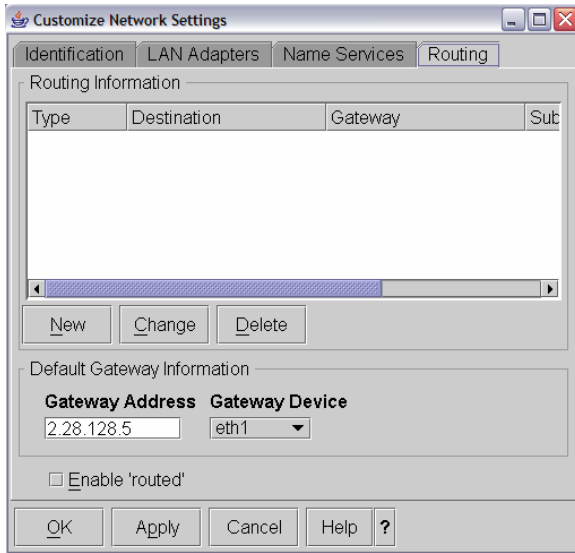 Customize Network Settings
Identification LAN Adapters Name Services Routing
Routing Information
Type Destination Gateway Sub
New Change Delete
Default Gateway Information
Gateway Address Gateway Device
2.28.128.5 eth1
Enable 'routed'
OK Apply Cancel Help ?